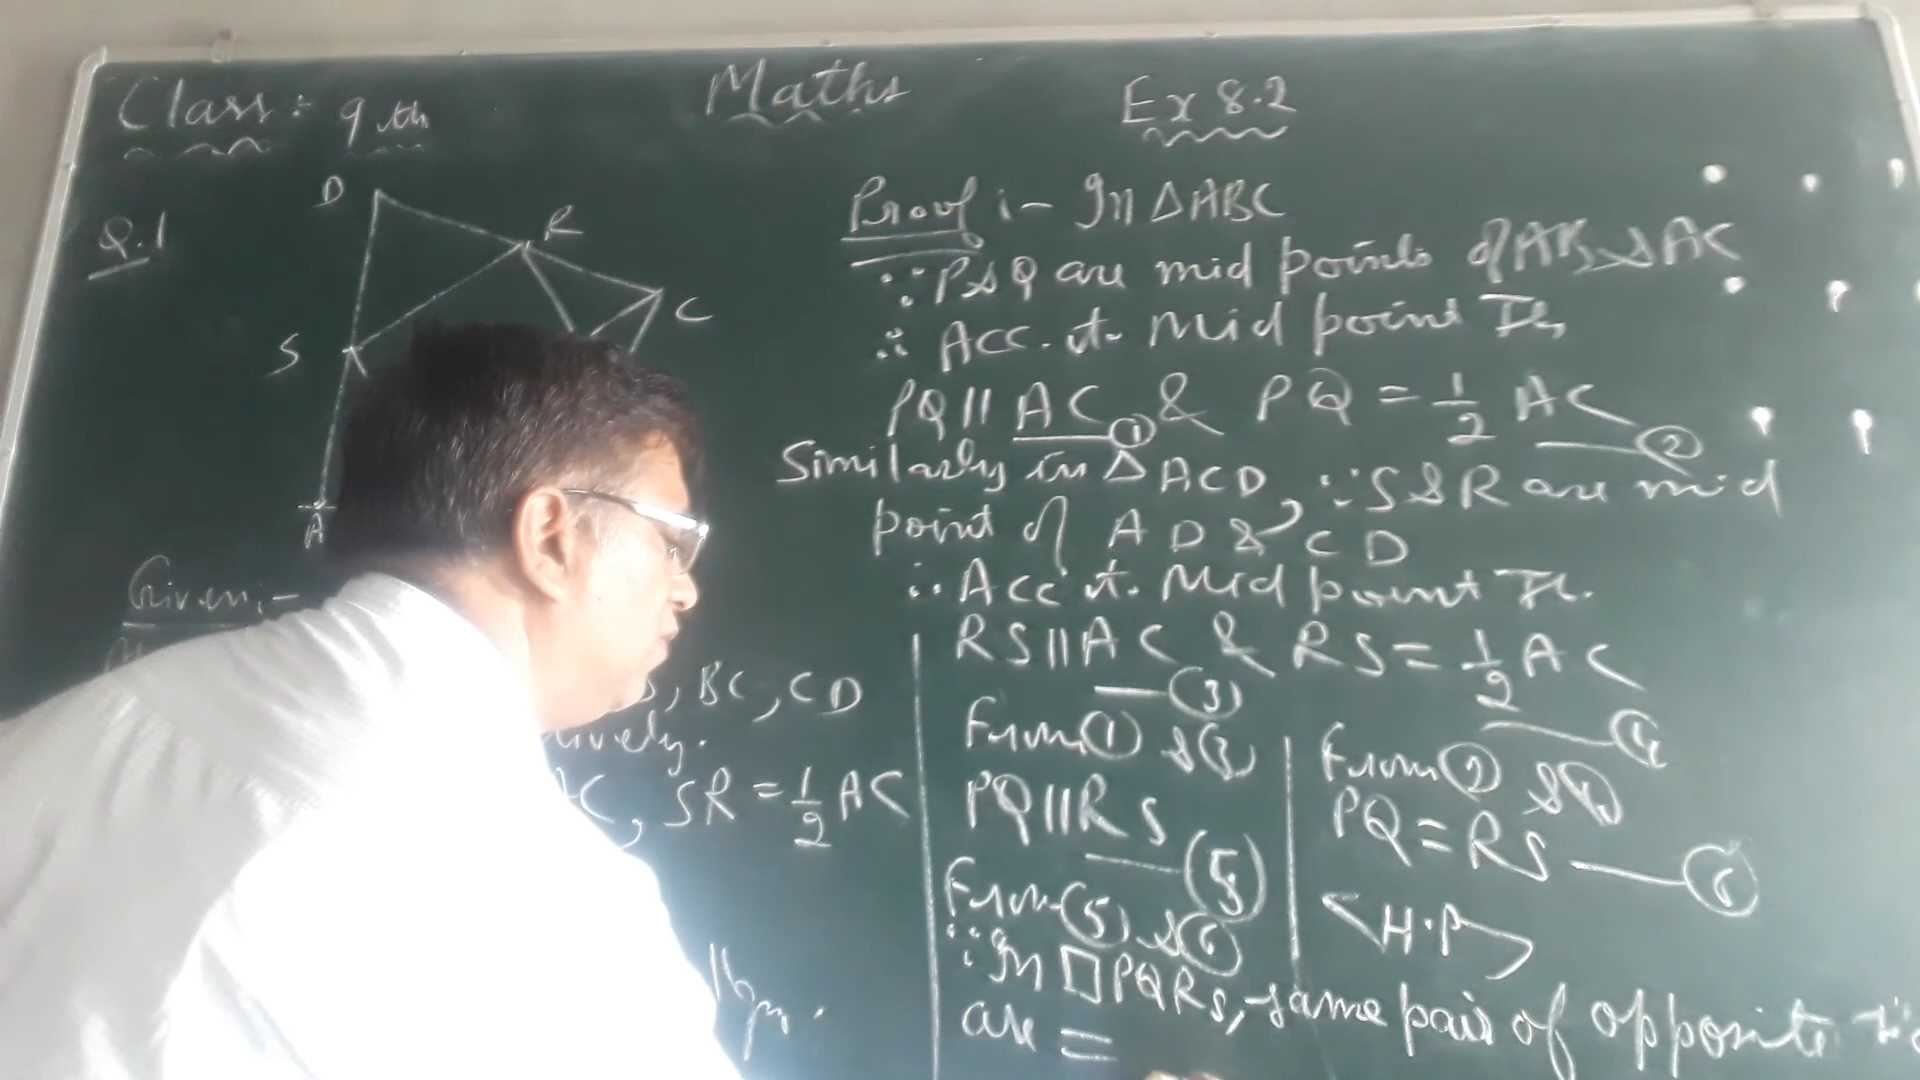 Class : 9th
Maths
Ex 8.2
Q.1
D
R
C
S
A
Given:-
, BC, CD
ively.
, SR = 1/2 AC
llgm.
Proof :- In △ABC
∵ P & Q are mid points of AB & AC
∴ Acc. to Mid point Th
PQ || AC ① & PQ = 1/2 AC ②
Similarly in △ACD, ∵ S & R are mid
point of AD & CD
∴ Acc to Mid point Th.
RS || AC & RS = 1/2 AC
③
④
From ① & ③
PQ || RS
⑤
From ② & ④
PQ = RS — ⑥
<H.P>
From ⑤ & ⑥
∵ In □PQRS, same pair of opposite
are =